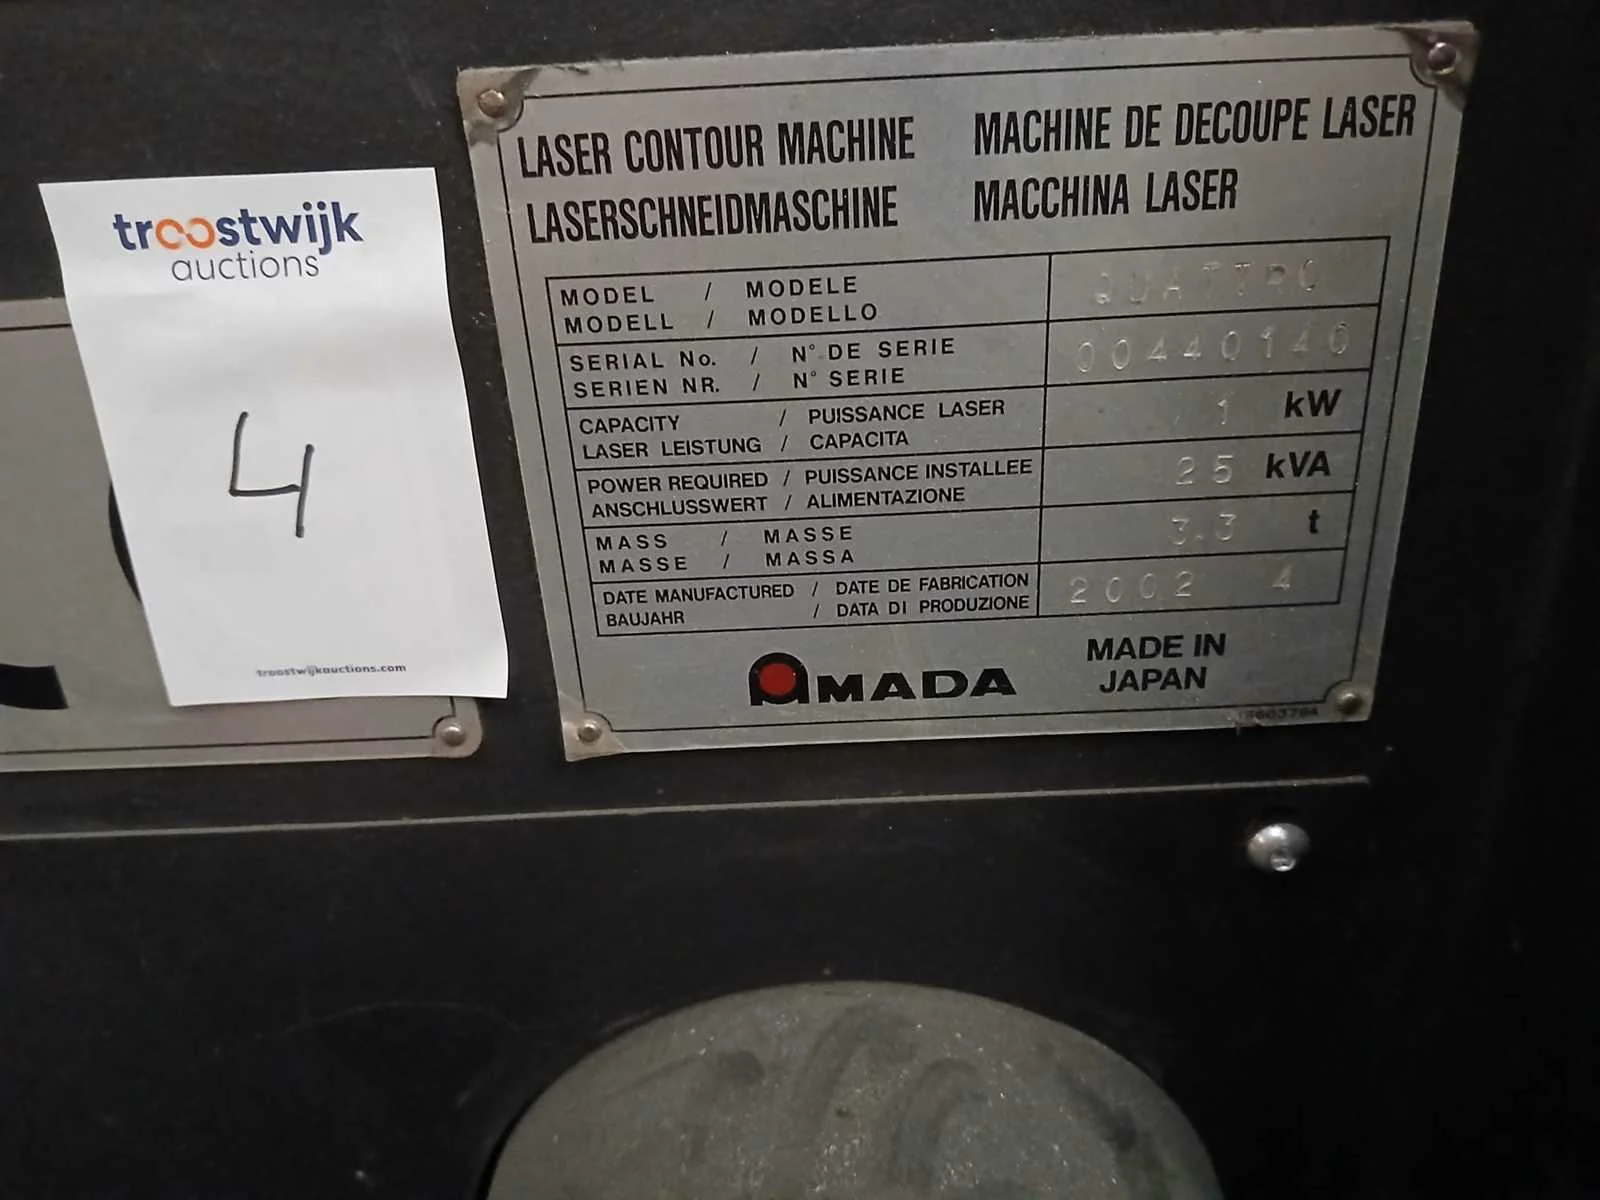 troostwijk
auctions
4
troostwijkauctions.com
LASER CONTOUR MACHINE MACHINE DE DECOUPE LASER
LASERSCHNEIDMASCHINE MACCHINA LASER
MODEL / MODELE QUATTRO
MODELL / MODELLO
SERIAL No. / N° DE SERIE 00440140
SERIEN NR. / N° SERIE
CAPACITY / PUISSANCE LASER 1 kW
LASER LEISTUNG / CAPACITA
POWER REQUIRED / PUISSANCE INSTALLEE 25 kVA
ANSCHLUSSWERT / ALIMENTAZIONE
MASS / MASSE 3.3 t
MASSE / MASSA
DATE MANUFACTURED / DATE DE FABRICATION 2002 4
BAUJAHR / DATA DI PRODUZIONE
AMADA MADE IN
JAPAN